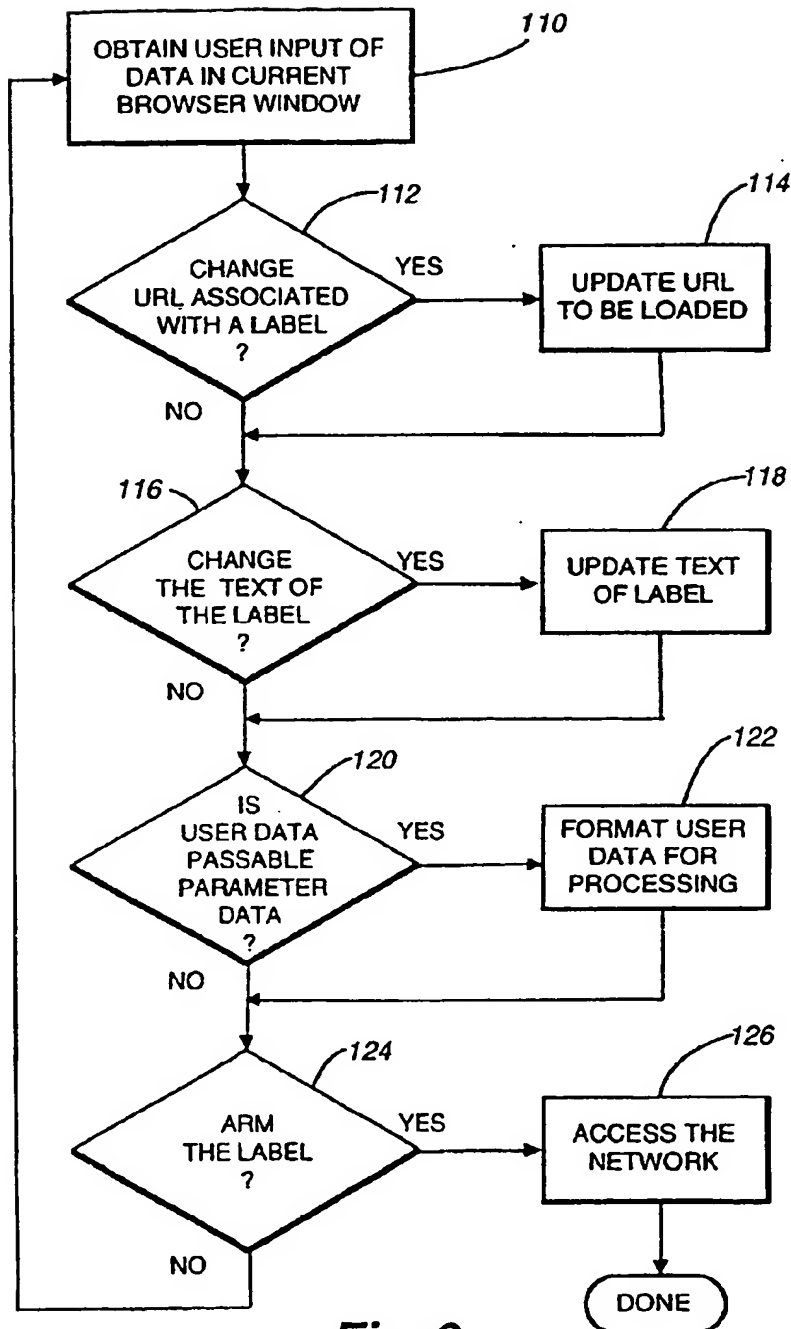 110
OBTAIN USER INPUT OF
DATA IN CURRENT
BROWSER WINDOW
112
CHANGE
URL ASSOCIATED
WITH A LABEL
?
YES
NO
114
UPDATE URL
TO BE LOADED
116
CHANGE
THE TEXT OF
THE LABEL
?
YES
NO
118
UPDATE TEXT
OF LABEL
120
IS
USER DATA
PASSABLE
PARAMETER
DATA
?
YES
NO
122
FORMAT USER
DATA FOR
PROCESSING
124
ARM
THE LABEL
?
YES
NO
126
ACCESS THE
NETWORK
DONE